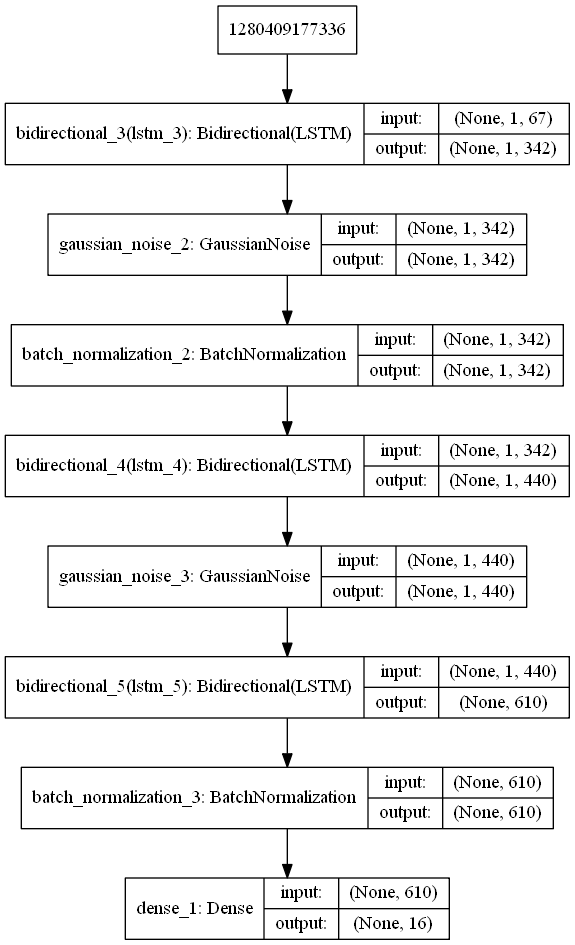 1280409177336
bidirectional_3(lstm_3): Bidirectional(LSTM)
input: (None, 1, 67)
output: (None, 1, 342)
gaussian_noise_2: GaussianNoise
input: (None, 1, 342)
output: (None, 1, 342)
batch_normalization_2: BatchNormalization
input: (None, 1, 342)
output: (None, 1, 342)
bidirectional_4(lstm_4): Bidirectional(LSTM)
input: (None, 1, 342)
output: (None, 1, 440)
gaussian_noise_3: GaussianNoise
input: (None, 1, 440)
output: (None, 1, 440)
bidirectional_5(lstm_5): Bidirectional(LSTM)
input: (None, 1, 440)
output: (None, 610)
batch_normalization_3: BatchNormalization
input: (None, 610)
output: (None, 610)
dense_1: Dense
input: (None, 610)
output: (None, 16)